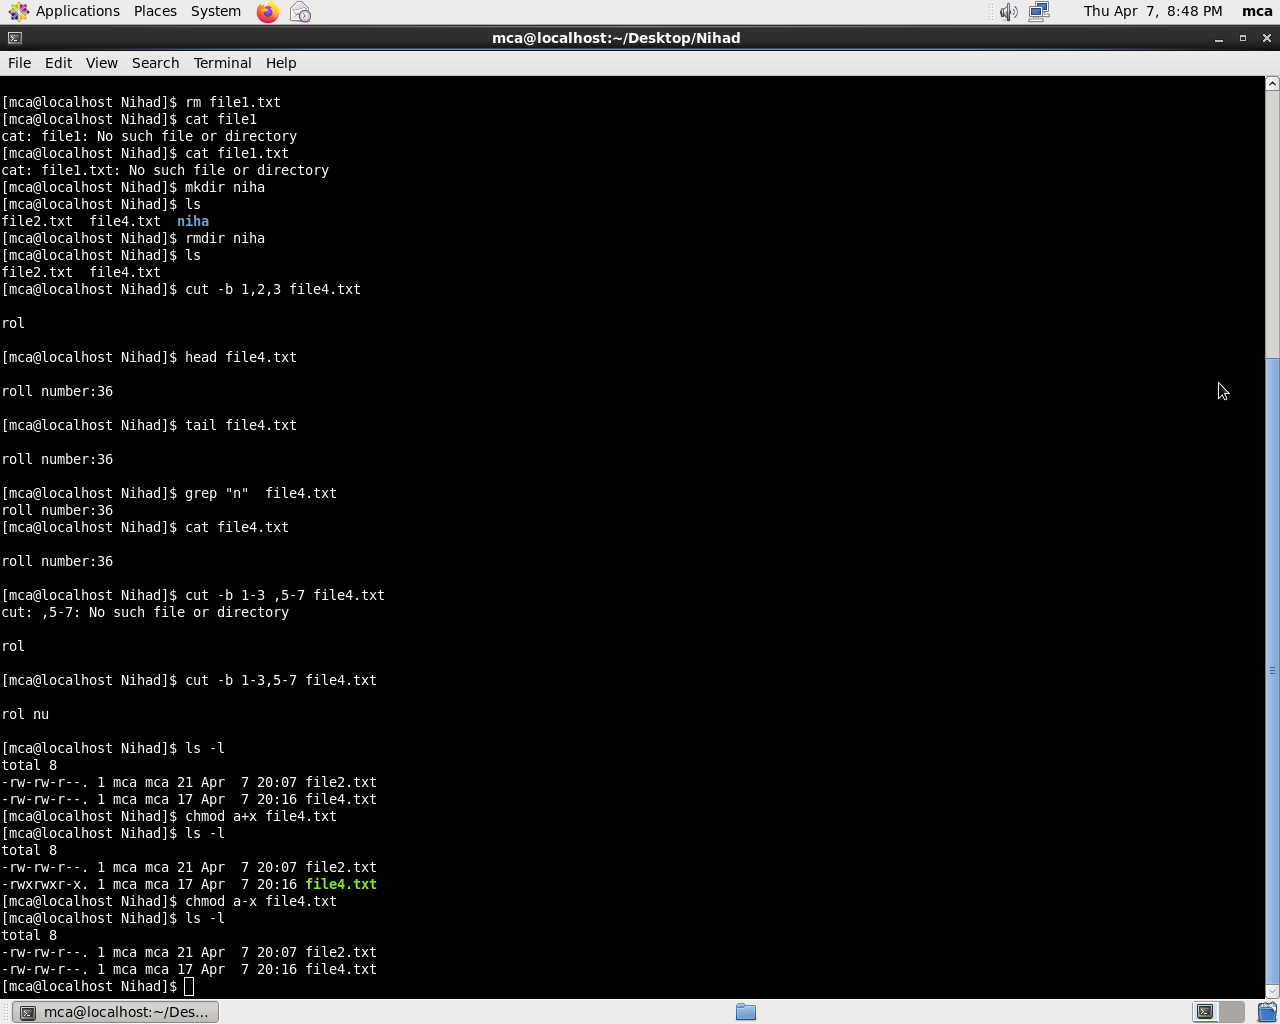 Applications Places System Thu Apr 7, 8:48 PM mca
mca@localhost:~/Desktop/Nihad
File Edit View Search Terminal Help
[mca@localhost Nihad]$ rm file1.txt
[mca@localhost Nihad]$ cat file1
cat: file1: No such file or directory
[mca@localhost Nihad]$ cat file1.txt
cat: file1.txt: No such file or directory
[mca@localhost Nihad]$ mkdir niha
[mca@localhost Nihad]$ ls
file2.txt  file4.txt  niha
[mca@localhost Nihad]$ rmdir niha
[mca@localhost Nihad]$ ls
file2.txt  file4.txt
[mca@localhost Nihad]$ cut -b 1,2,3 file4.txt
rol
[mca@localhost Nihad]$ head file4.txt
roll number:36
[mca@localhost Nihad]$ tail file4.txt
roll number:36
[mca@localhost Nihad]$ grep "n"  file4.txt
roll number:36
[mca@localhost Nihad]$ cat file4.txt
roll number:36
[mca@localhost Nihad]$ cut -b 1-3 ,5-7 file4.txt
cut: ,5-7: No such file or directory
rol
[mca@localhost Nihad]$ cut -b 1-3,5-7 file4.txt
rol nu
[mca@localhost Nihad]$ ls -l
total 8
-rw-rw-r--. 1 mca mca 21 Apr  7 20:07 file2.txt
-rw-rw-r--. 1 mca mca 17 Apr  7 20:16 file4.txt
[mca@localhost Nihad]$ chmod a+x file4.txt
[mca@localhost Nihad]$ ls -l
total 8
-rw-rw-r--. 1 mca mca 21 Apr  7 20:07 file2.txt
-rwxrwxr-x. 1 mca mca 17 Apr  7 20:16 file4.txt
[mca@localhost Nihad]$ chmod a-x file4.txt
[mca@localhost Nihad]$ ls -l
total 8
-rw-rw-r--. 1 mca mca 21 Apr  7 20:07 file2.txt
-rw-rw-r--. 1 mca mca 17 Apr  7 20:16 file4.txt
[mca@localhost Nihad]$
mca@localhost:~/Des...